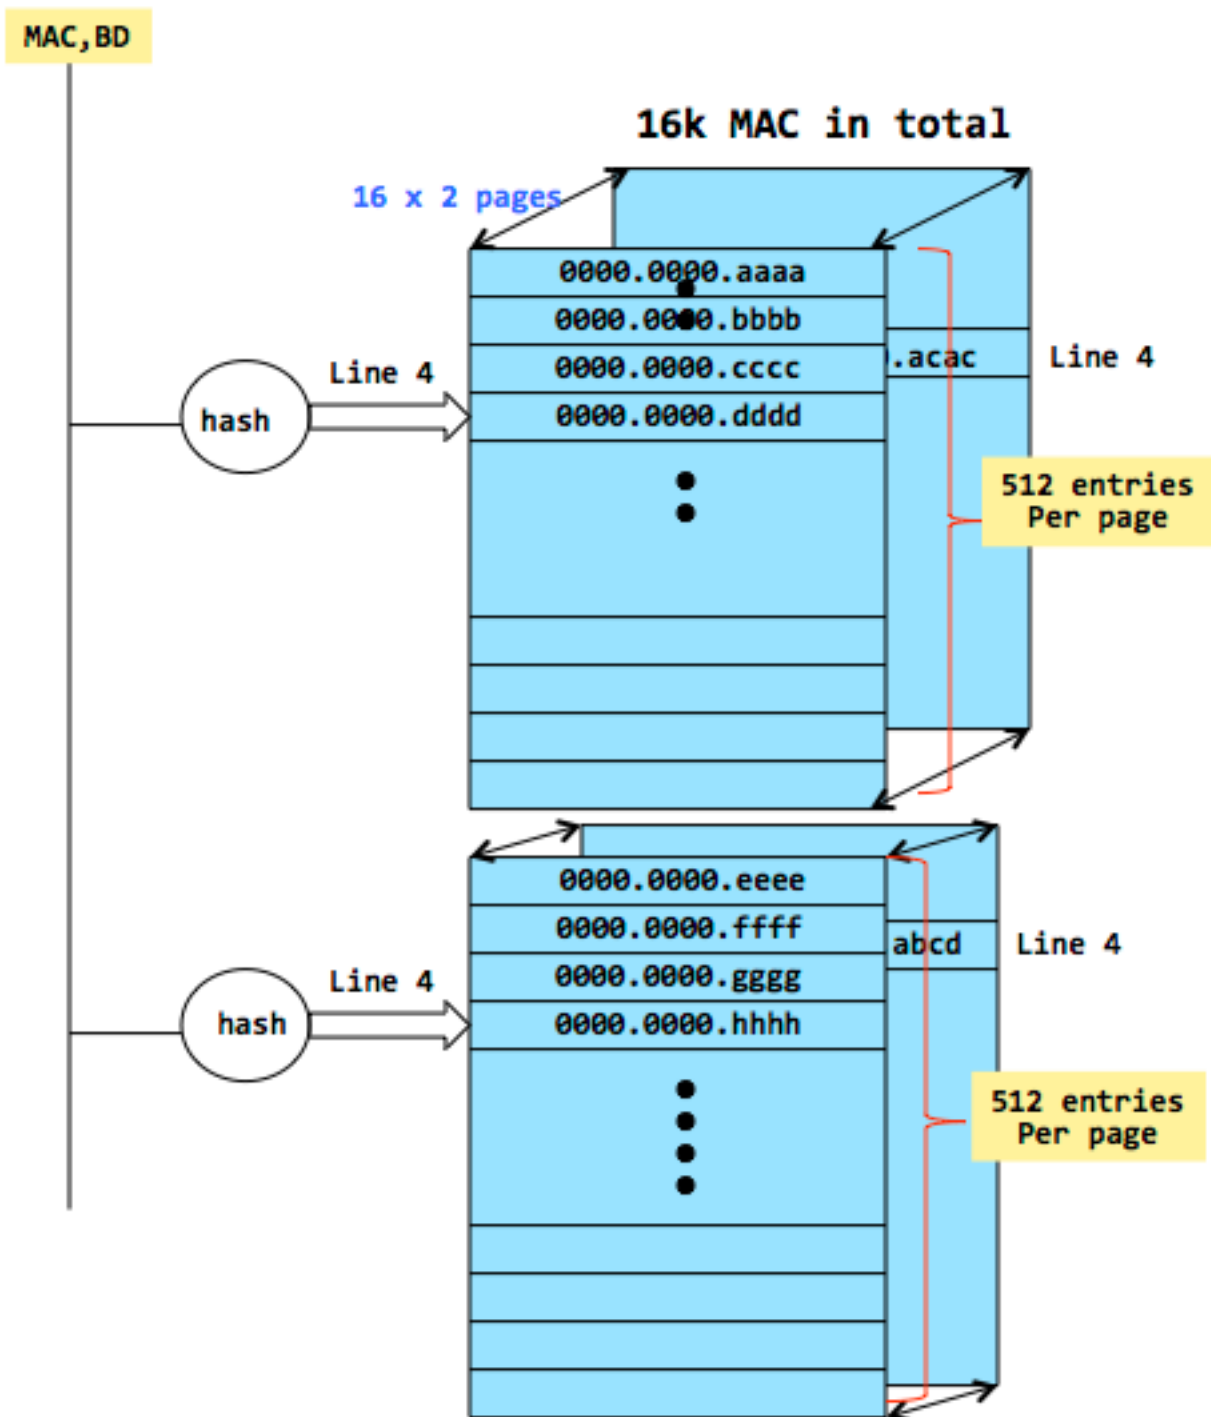 MAC,BD
16k MAC in total
16 x 2 pages
0000.0000.aaaa
0000.0000.bbbb
0000.0000.cccc
.acac
Line 4
Line 4
hash
0000.0000.dddd
512 entries
Per page
0000.0000.eeee
0000.0000.ffff
abcd
Line 4
0000.0000.gggg
Line 4
hash
0000.0000.hhhh
512 entries
Per page